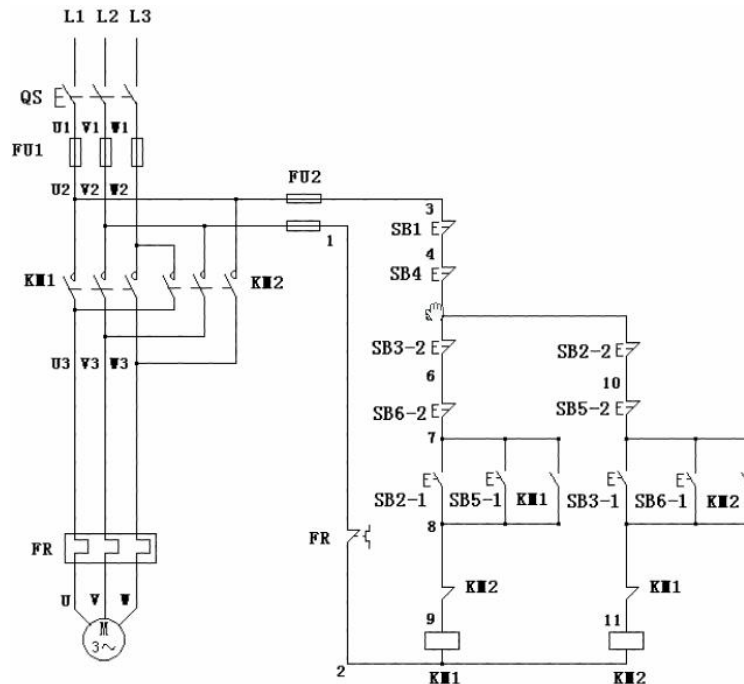 L1 L2 L3
QS
U1 V1 W1
FU1
U2 V2 W2
FU2
3
1
SB1
4
SB4
KM1
KM2
SB3-2
SB2-2
U3 V3 W3
6
10
SB6-2
SB5-2
7
SB2-1
SB5-1
KM1
SB3-1
SB6-1
KM2
8
FR
FR
KM2
KM1
U V W
9
11
M
3~
2
KM1
KM2